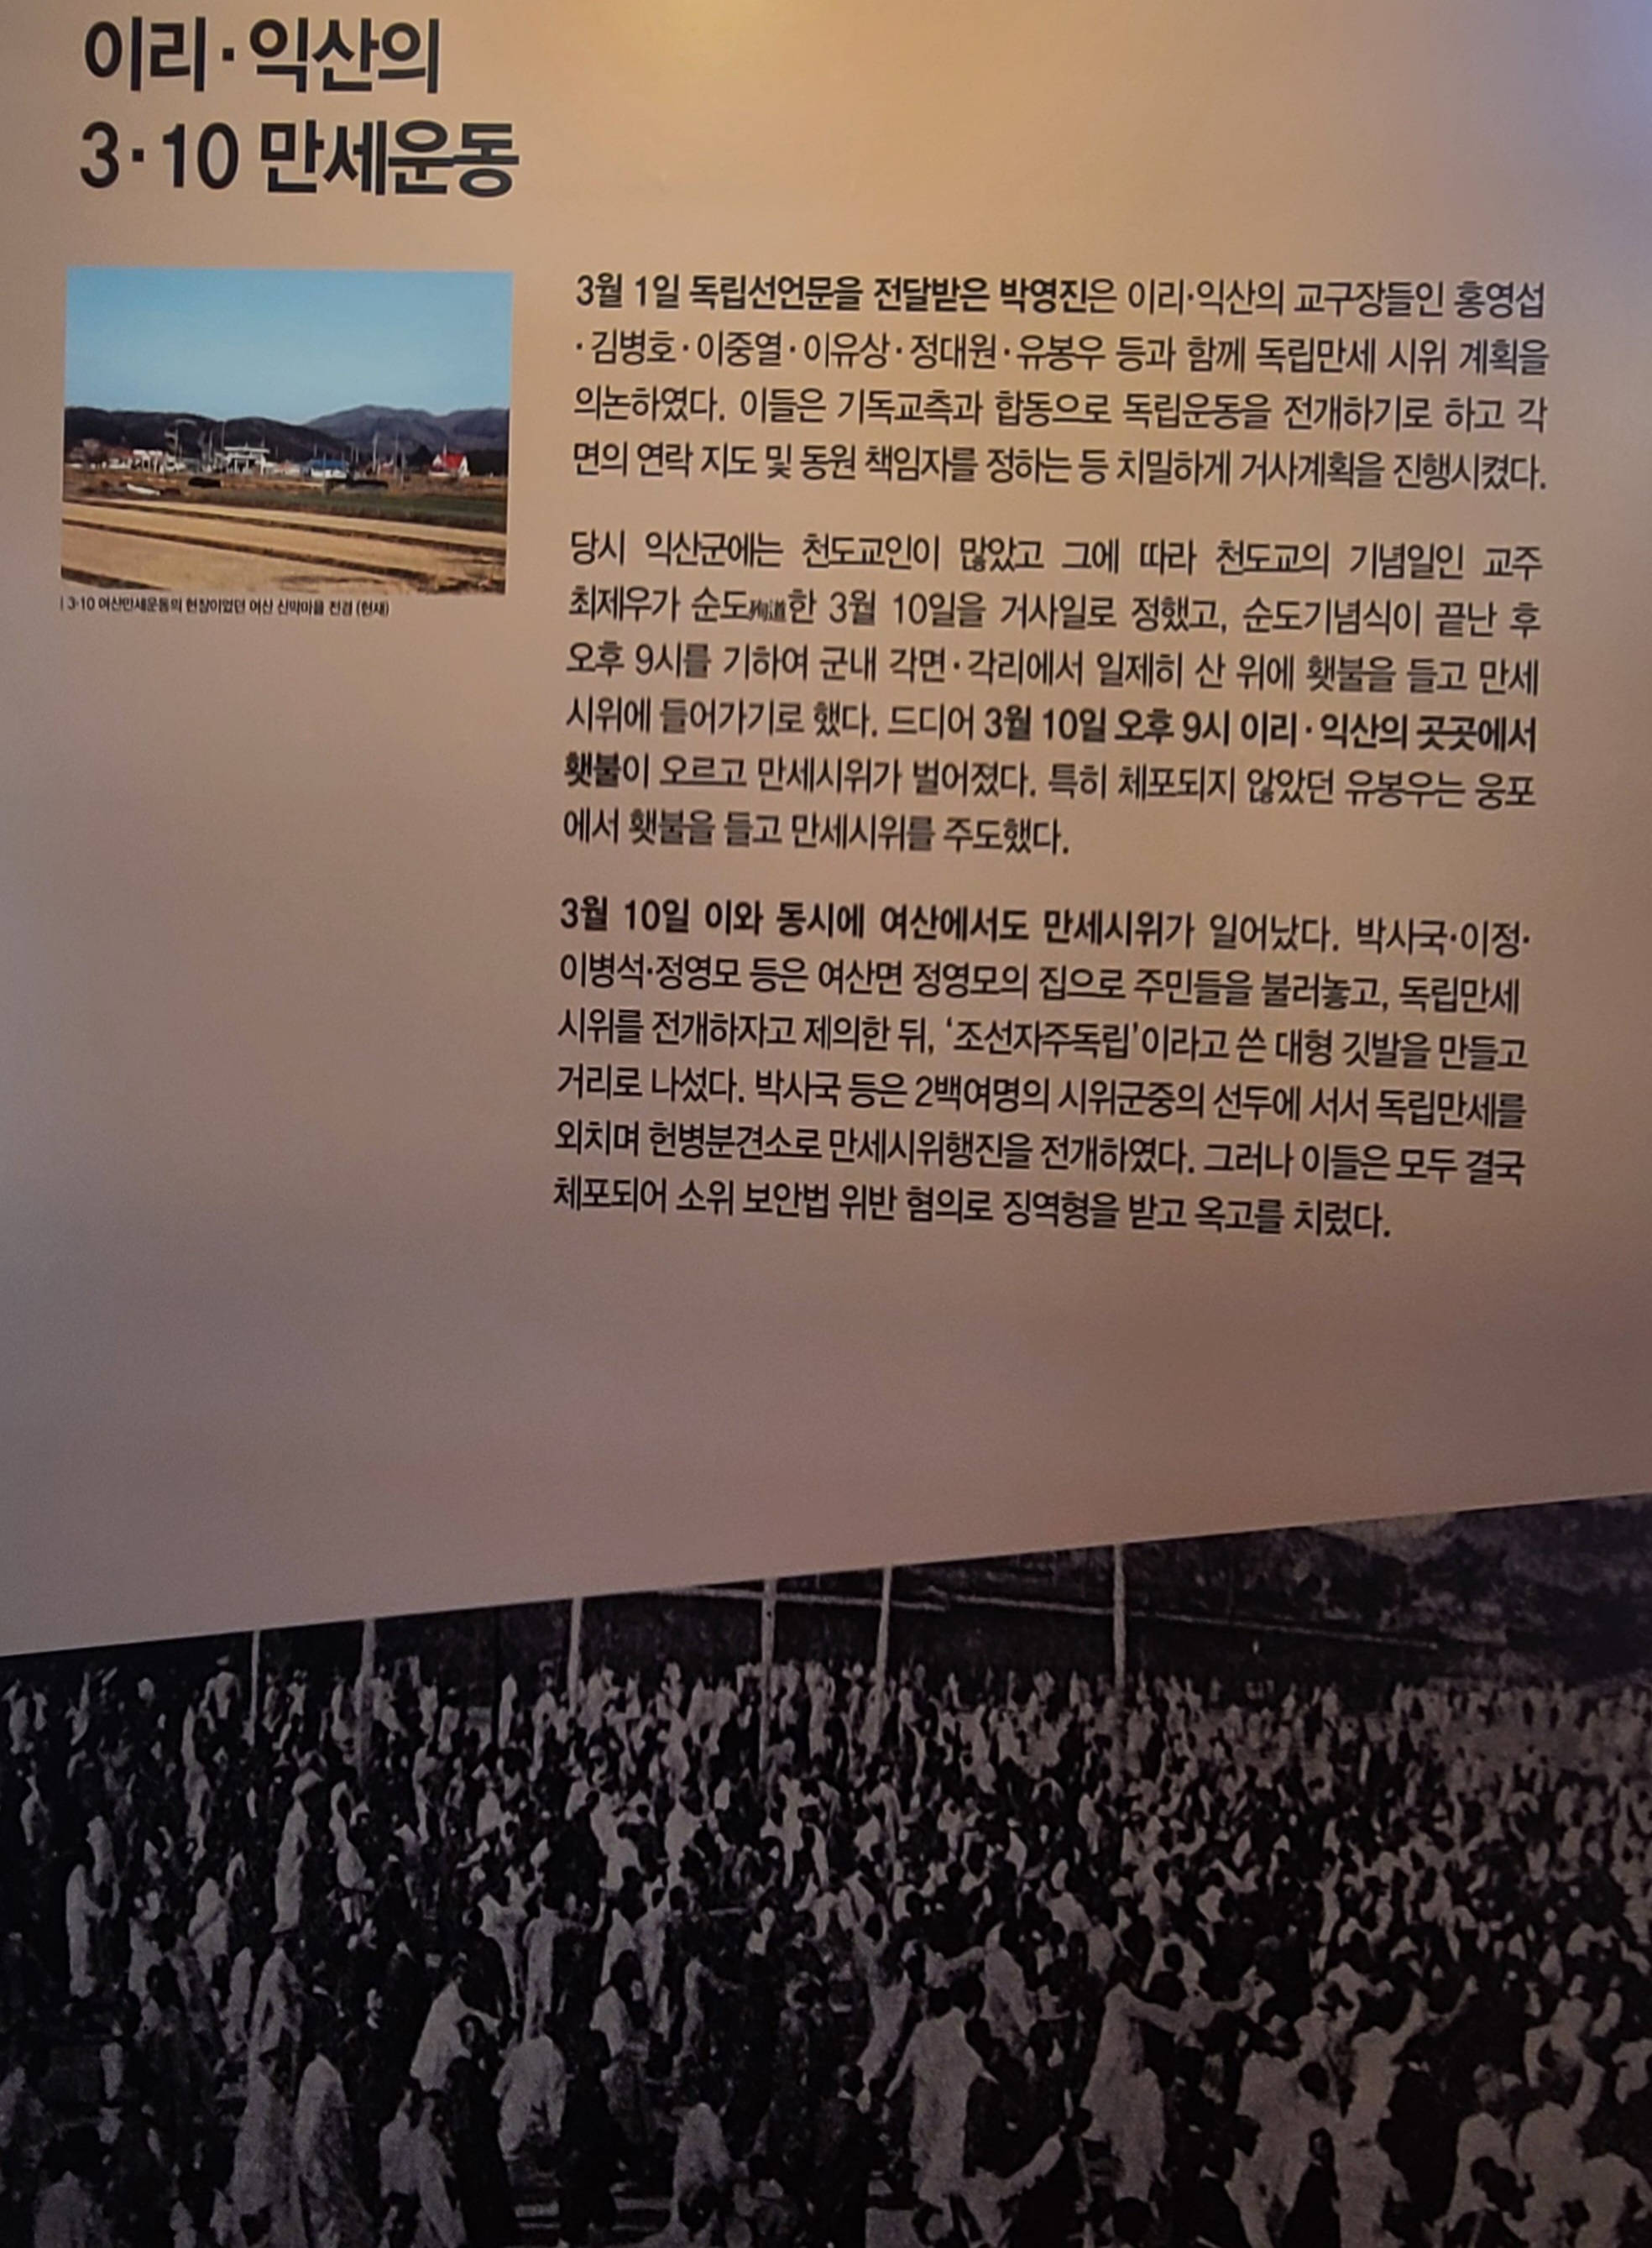 이리·익산의
3·10 만세운동
3월 1일 독립선언문을 전달받은 박영진은 이리·익산의 교구장들인 홍영섭
·김병호·이중열·이유상·정대원·유봉우 등과 함께 독립만세 시위 계획을
의논하였다. 이들은 기독교측과 합동으로 독립운동을 전개하기로 하고 각
면의 연락 지도 및 동원 책임자를 정하는 등 치밀하게 거사계획을 진행시켰다.
당시 익산군에는 천도교인이 많았고 그에 따라 천도교의 기념일인 교주
최제우가 순도殉道한 3월 10일을 거사일로 정했고, 순도기념식이 끝난 후
오후 9시를 기하여 군내 각면·각리에서 일제히 산 위에 횃불을 들고 만세
시위에 들어가기로 했다. 드디어 3월 10일 오후 9시 이리·익산의 곳곳에서
횃불이 오르고 만세시위가 벌어졌다. 특히 체포되지 않았던 유봉우는 웅포
에서 횃불을 들고 만세시위를 주도했다.
3월 10일 이와 동시에 여산에서도 만세시위가 일어났다. 박사국·이정·
이병석·정영모 등은 여산면 정영모의 집으로 주민들을 불러놓고, 독립만세
시위를 전개하자고 제의한 뒤, ‘조선자주독립’이라고 쓴 대형 깃발을 만들고
거리로 나섰다. 박사국 등은 2백여명의 시위군중의 선두에 서서 독립만세를
외치며 헌병분견소로 만세시위행진을 전개하였다. 그러나 이들은 모두 결국
체포되어 소위 보안법 위반 혐의로 징역형을 받고 옥고를 치렀다.
| 3·10 여산만세운동의 현장이었던 여산 신막마을 전경 (현재)